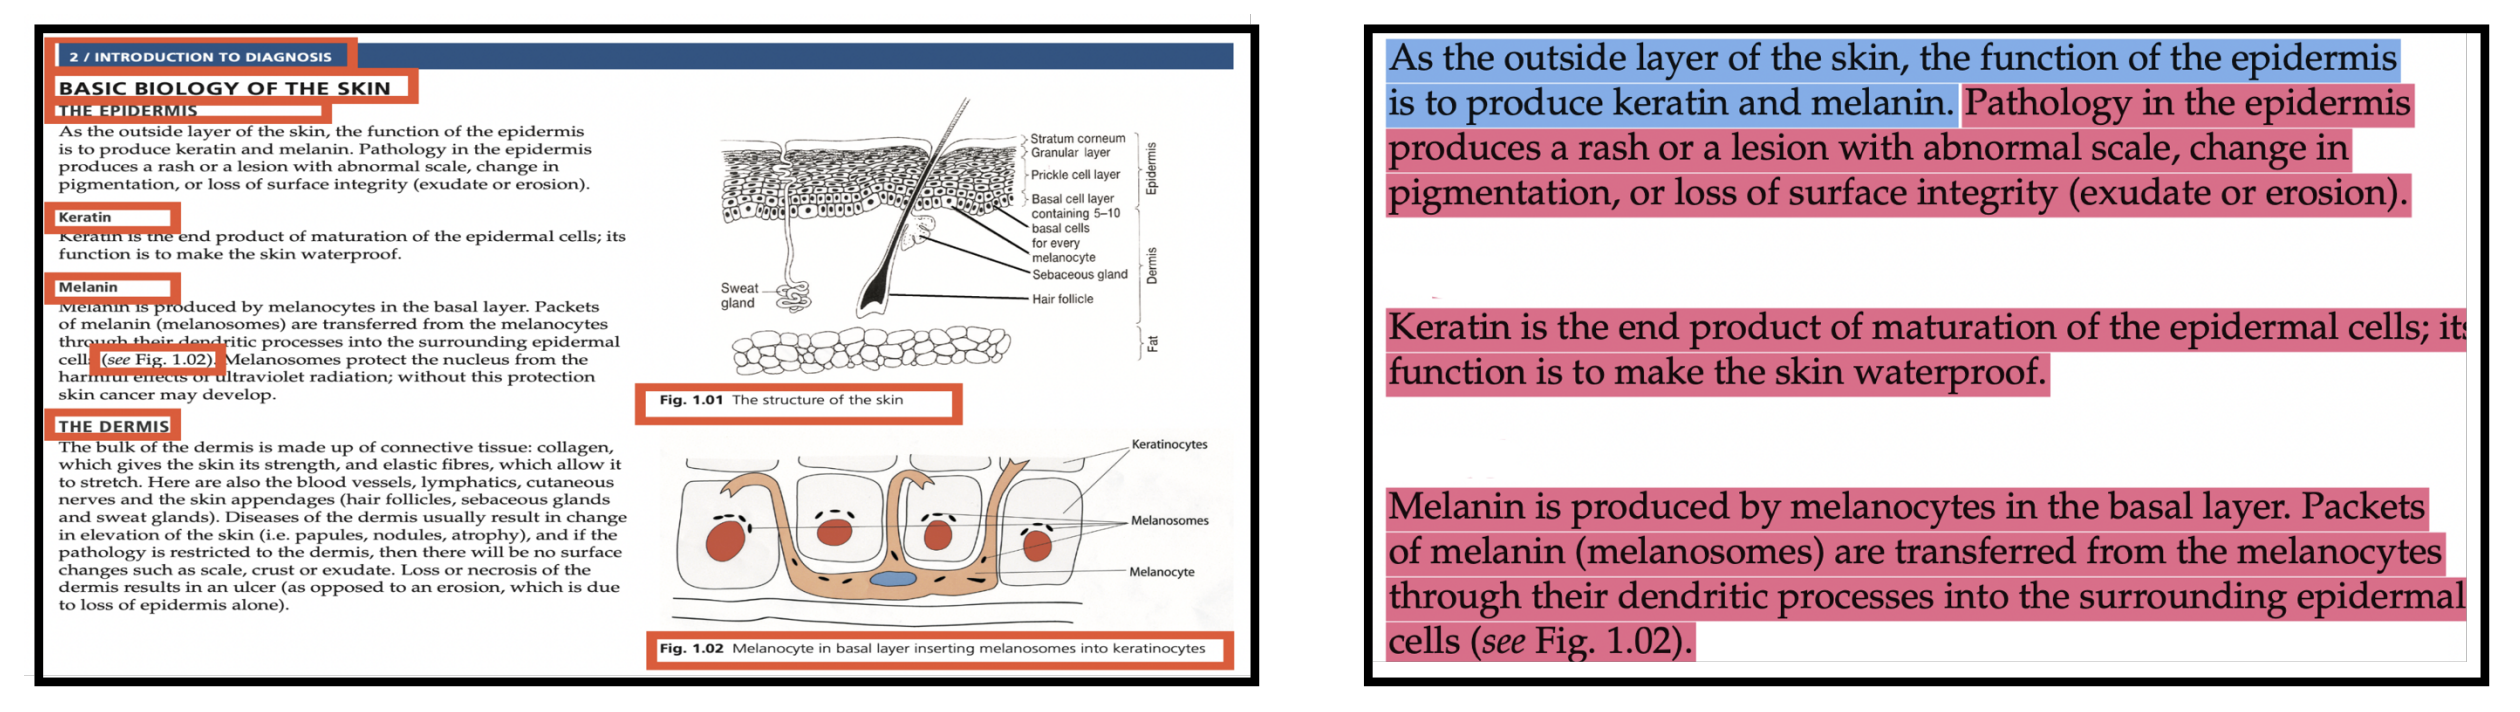 2 / INTRODUCTION TO DIAGNOSIS
BASIC BIOLOGY OF THE SKIN
THE EPIDERMIS
As the outside layer of the skin, the function of the epidermis
is to produce keratin and melanin. Pathology in the epidermis
produces a rash or a lesion with abnormal scale, change in
pigmentation, or loss of surface integrity (exudate or erosion).
Keratin
Keratin is the end product of maturation of the epidermal cells; its
function is to make the skin waterproof.
Melanin
Melanin is produced by melanocytes in the basal layer. Packets
of melanin (melanosomes) are transferred from the melanocytes
through their dendritic processes into the surrounding epidermal
cells (see Fig. 1.02). Melanosomes protect the nucleus from the
harmful effects of ultraviolet radiation; without this protection
skin cancer may develop.
THE DERMIS
The bulk of the dermis is made up of connective tissue: collagen,
which gives the skin its strength, and elastic fibres, which allow it
to stretch. Here are also the blood vessels, lymphatics, cutaneous
nerves and the skin appendages (hair follicles, sebaceous glands
and sweat glands). Diseases of the dermis usually result in change
in elevation of the skin (i.e. papules, nodules, atrophy), and if the
pathology is restricted to the dermis, then there will be no surface
changes such as scale, crust or exudate. Loss or necrosis of the
dermis results in an ulcer (as opposed to an erosion, which is due
to loss of epidermis alone).
Stratum corneum
Granular layer
Prickle cell layer
Basal cell layer
containing 5–10
basal cells
for every
melanocyte
Sebaceous gland
Hair follicle
Sweat
gland
Epidermis
Dermis
Fat
Fig. 1.01 The structure of the skin
Keratinocytes
Melanosomes
Melanocyte
Fig. 1.02 Melanocyte in basal layer inserting melanosomes into keratinocytes
As the outside layer of the skin, the function of the epidermis
is to produce keratin and melanin. Pathology in the epidermis
produces a rash or a lesion with abnormal scale, change in
pigmentation, or loss of surface integrity (exudate or erosion).
Keratin is the end product of maturation of the epidermal cells; its
function is to make the skin waterproof.
Melanin is produced by melanocytes in the basal layer. Packets
of melanin (melanosomes) are transferred from the melanocytes
through their dendritic processes into the surrounding epidermal
cells (see Fig. 1.02).